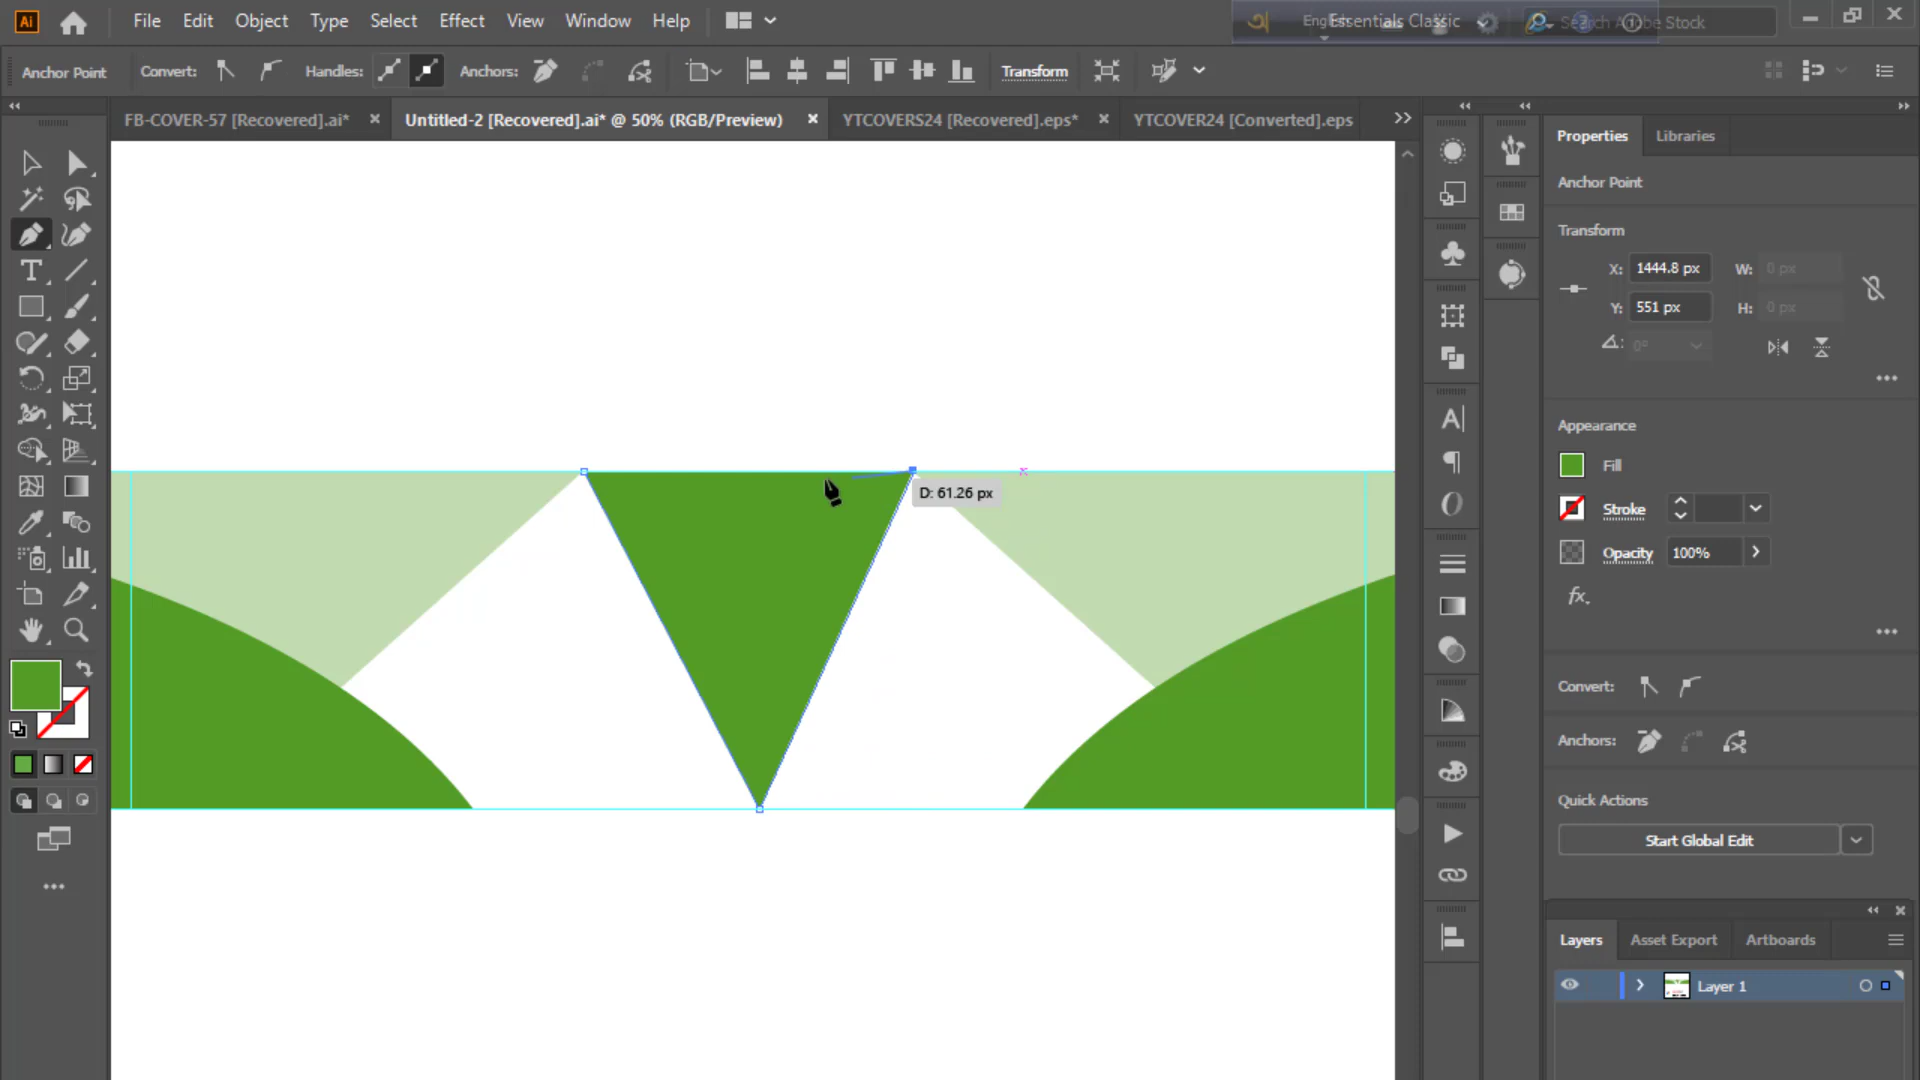 Ai File Edit Object Type Select Effect View Window Help English Essentials Classic Search Adobe Stock
Anchor Point Convert: Handles: Anchors: Transform
FB-COVER-57 [Recovered].ai* Untitled-2 [Recovered].ai* @ 50% (RGB/Preview) YTCOVERS24 [Recovered].eps* YTCOVER24 [Converted].eps
Properties Libraries
Anchor Point
Transform
X: 1444.8 px W: 0 px
Y: 551 px H: 0 px
0°
Appearance
Fill
Stroke
Opacity 100%
fx.
D: 61.26 px
Convert:
Anchors:
Quick Actions
Start Global Edit
Layers Asset Export Artboards
Layer 1